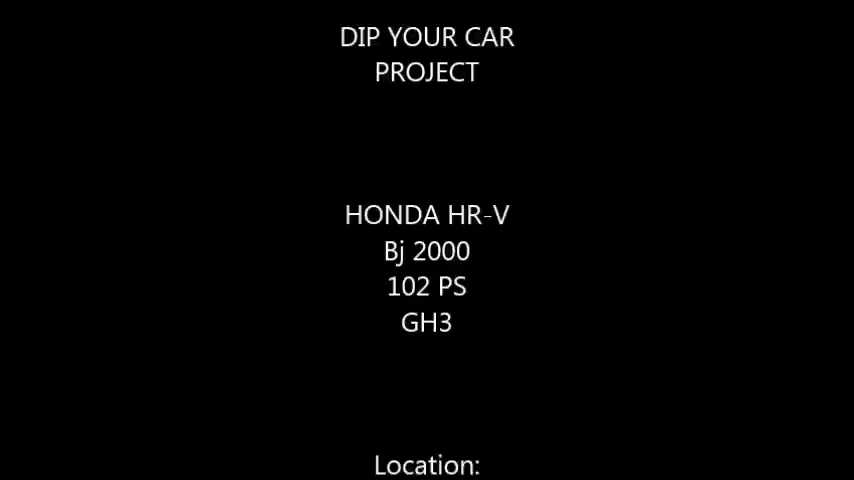 DIP YOUR CAR
PROJECT
HONDA HR-V
Bj 2000
102 PS
GH3
Location: